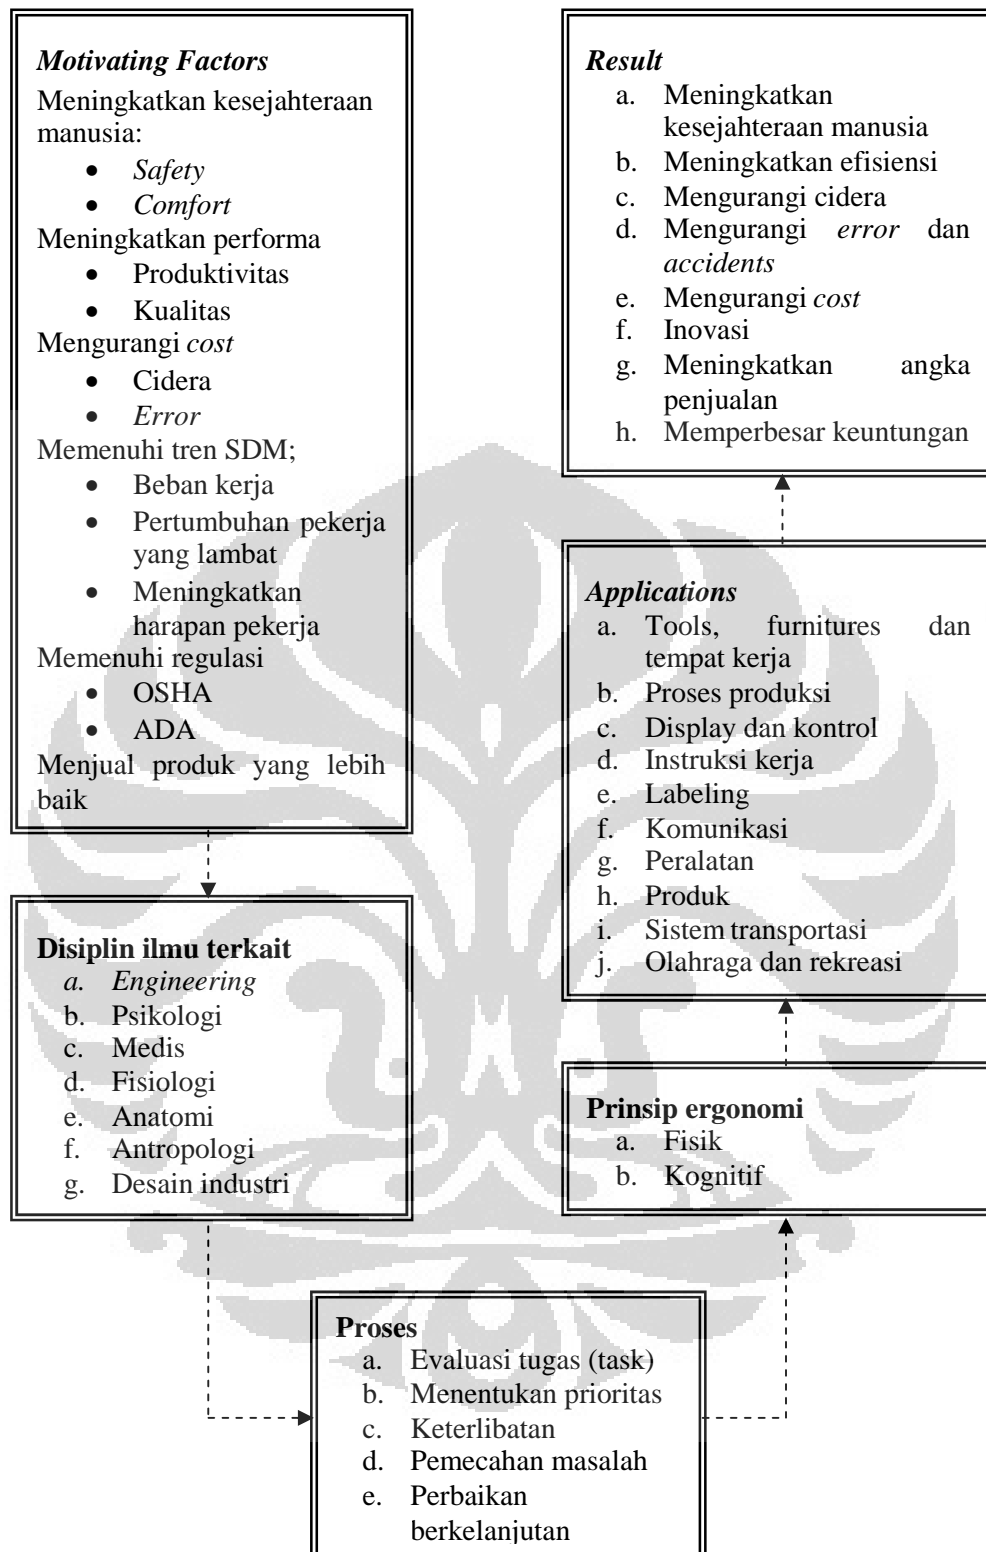 Motivating Factors
Meningkatkan kesejahteraan
manusia:
• Safety
• Comfort
Meningkatkan performa
• Produktivitas
• Kualitas
Mengurangi cost
• Cidera
• Error
Memenuhi tren SDM;
• Beban kerja
• Pertumbuhan pekerja
yang lambat
• Meningkatkan
harapan pekerja
Memenuhi regulasi
• OSHA
• ADA
Menjual produk yang lebih
baik
Disiplin ilmu terkait
a. Engineering
b. Psikologi
c. Medis
d. Fisiologi
e. Anatomi
f. Antropologi
g. Desain industri
Proses
a. Evaluasi tugas (task)
b. Menentukan prioritas
c. Keterlibatan
d. Pemecahan masalah
e. Perbaikan
berkelanjutan
Prinsip ergonomi
a. Fisik
b. Kognitif
Applications
a. Tools, furnitures dan
tempat kerja
b. Proses produksi
c. Display dan kontrol
d. Instruksi kerja
e. Labeling
f. Komunikasi
g. Peralatan
h. Produk
i. Sistem transportasi
j. Olahraga dan rekreasi
Result
a. Meningkatkan
kesejahteraan manusia
b. Meningkatkan efisiensi
c. Mengurangi cidera
d. Mengurangi error dan
accidents
e. Mengurangi cost
f. Inovasi
g. Meningkatkan angka
penjualan
h. Memperbesar keuntungan